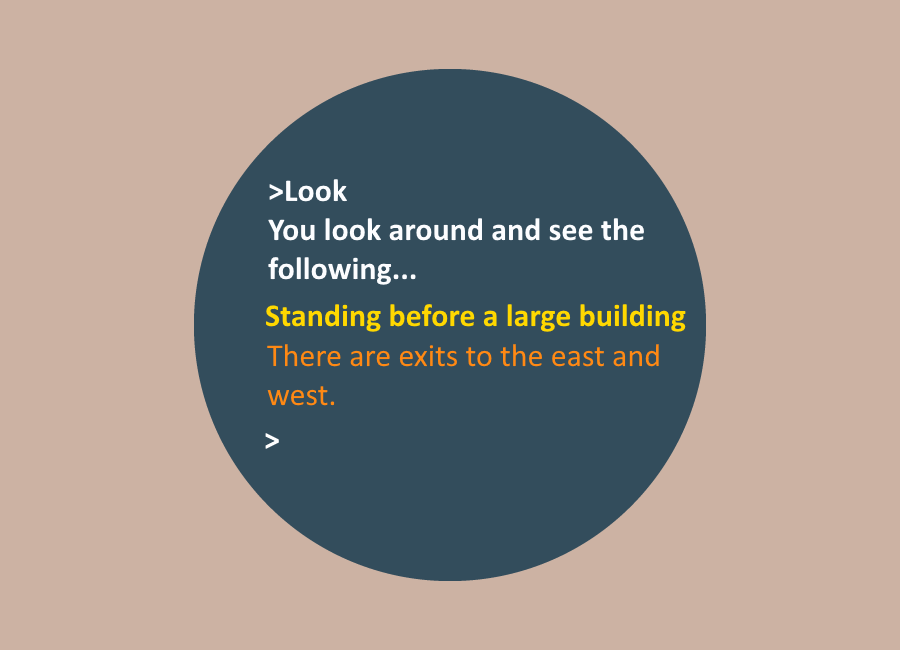 >Look
You look around and see the
following...
Standing before a large building
There are exits to the east and
west.
>